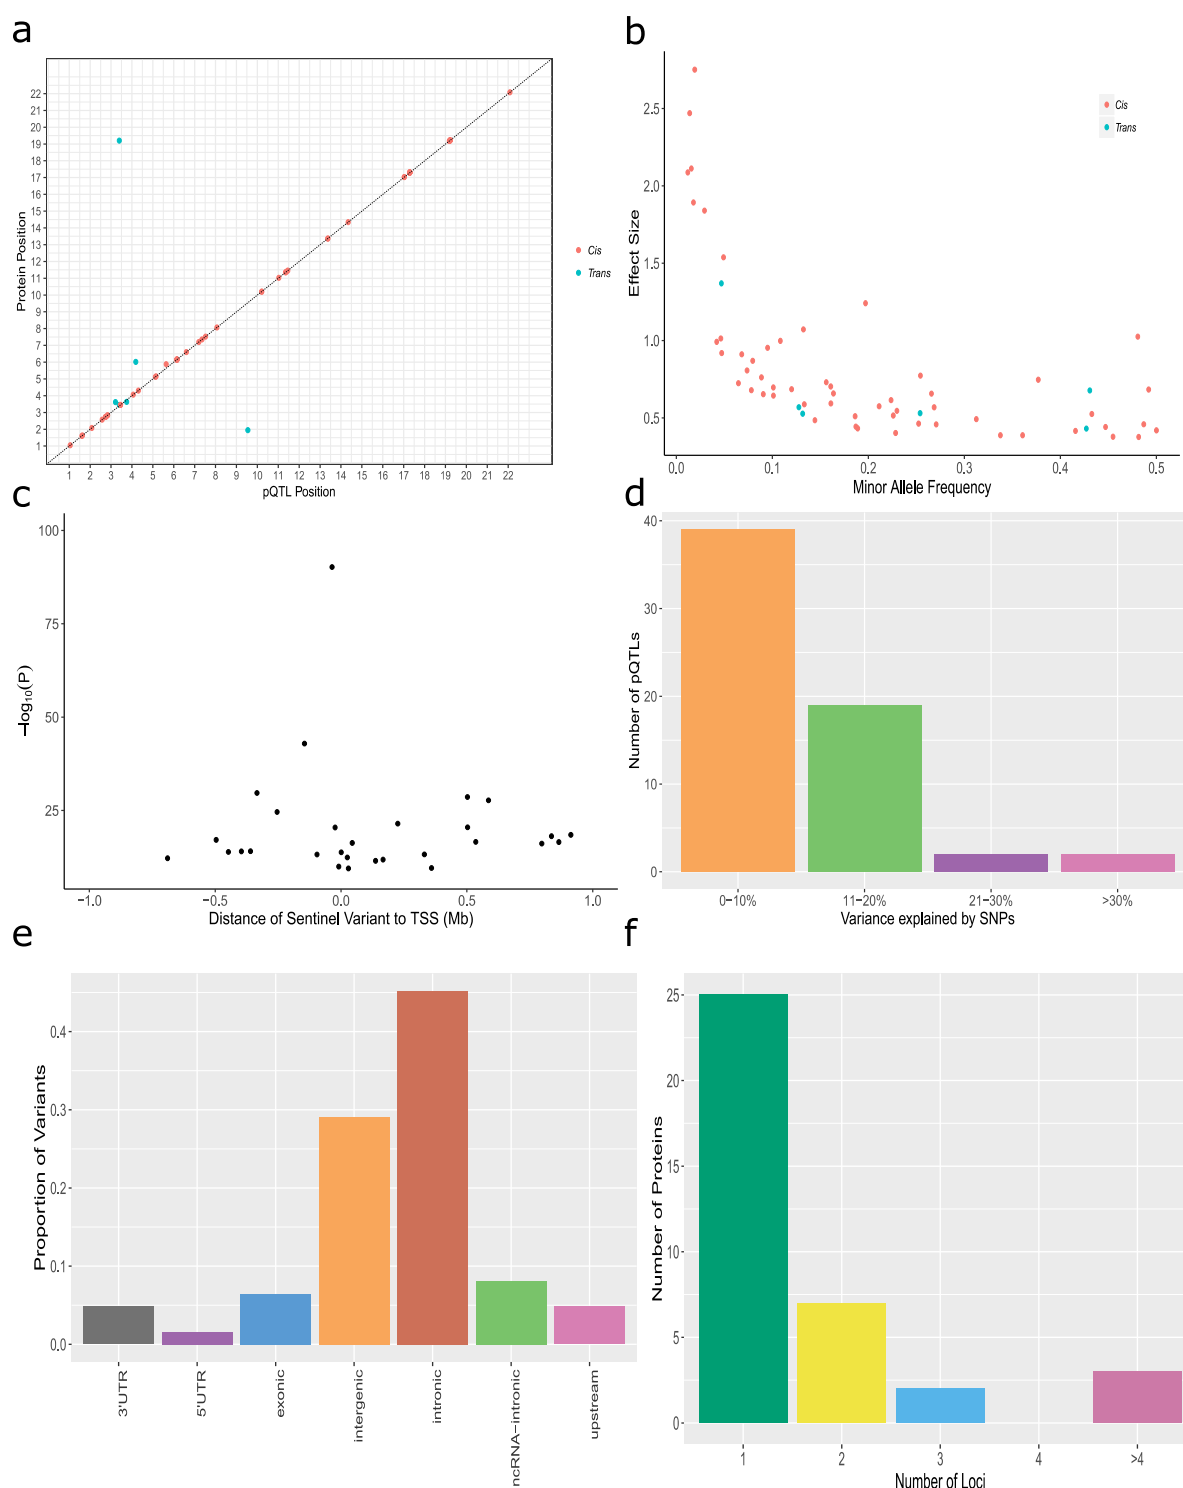 a
22
21
20
19
18
17
16
15
14
13
12
11
10
9
8
7
6
5
4
3
2
1
Protein Position
1 2 3 4 5 6 7 8 9 10 11 12 13 14 15 16 17 18 19 20 21 22
pQTL Position
Cis
Trans
b
2.5
2.0
1.5
1.0
0.5
Effect Size
0.0 0.1 0.2 0.3 0.4 0.5
Minor Allele Frequency
Cis
Trans
c
100
75
50
25
−log₁₀(P)
−1.0 −0.5 0.0 0.5 1.0
Distance of Sentinel Variant to TSS (Mb)
d
40
30
20
10
0
Number of pQTLs
0−10% 11−20% 21−30% >30%
Variance explained by SNPs
e
0.4
0.3
0.2
0.1
0.0
Proportion of Variants
3'UTR
5'UTR
exonic
intergenic
intronic
ncRNA−intronic
upstream
f
25
20
15
10
5
0
Number of Proteins
1 2 3 4 >4
Number of Loci